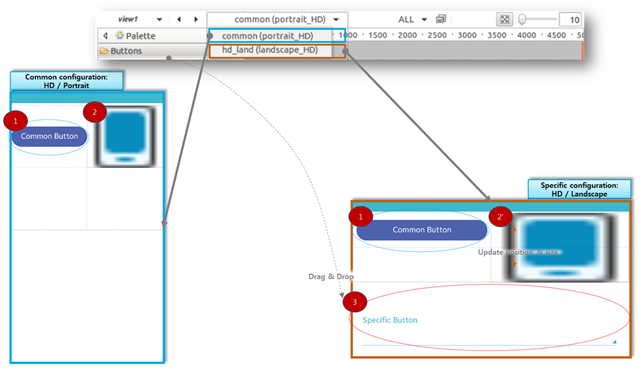 view1
common (portrait_HD)
ALL
10
Palette
common (portrait_HD)
1000 1500 2000 2500 3000 3500 4000 4500
Buttons
hd_land (landscape_HD)
Common configuration:
HD / Portrait
1
2
Common Button
Specific configuration:
HD / Landscape
1
2'
Common Button
Update position & size
Drag & Drop
3
Specific Button